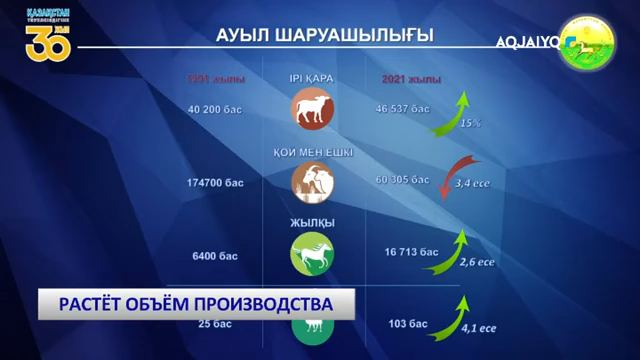 ҚАЗАҚСТАН
ТӘУЕЛСІЗДІГІНЕ
30 ЖЫЛ
АУЫЛ ШАРУАШЫЛЫҒЫ
AQJAIYQ
1991 жылы
ІРІ ҚАРА
2021 жылы
40 200 бас
46 537 бас
15%
ҚОЙ МЕН ЕШКІ
174700 бас
60 305 бас
3,4 есе
ЖЫЛҚЫ
6400 бас
16 713 бас
2,6 есе
РАСТЁТ ОБЪЁМ ПРОИЗВОДСТВА
25 бас
103 бас
4,1 есе